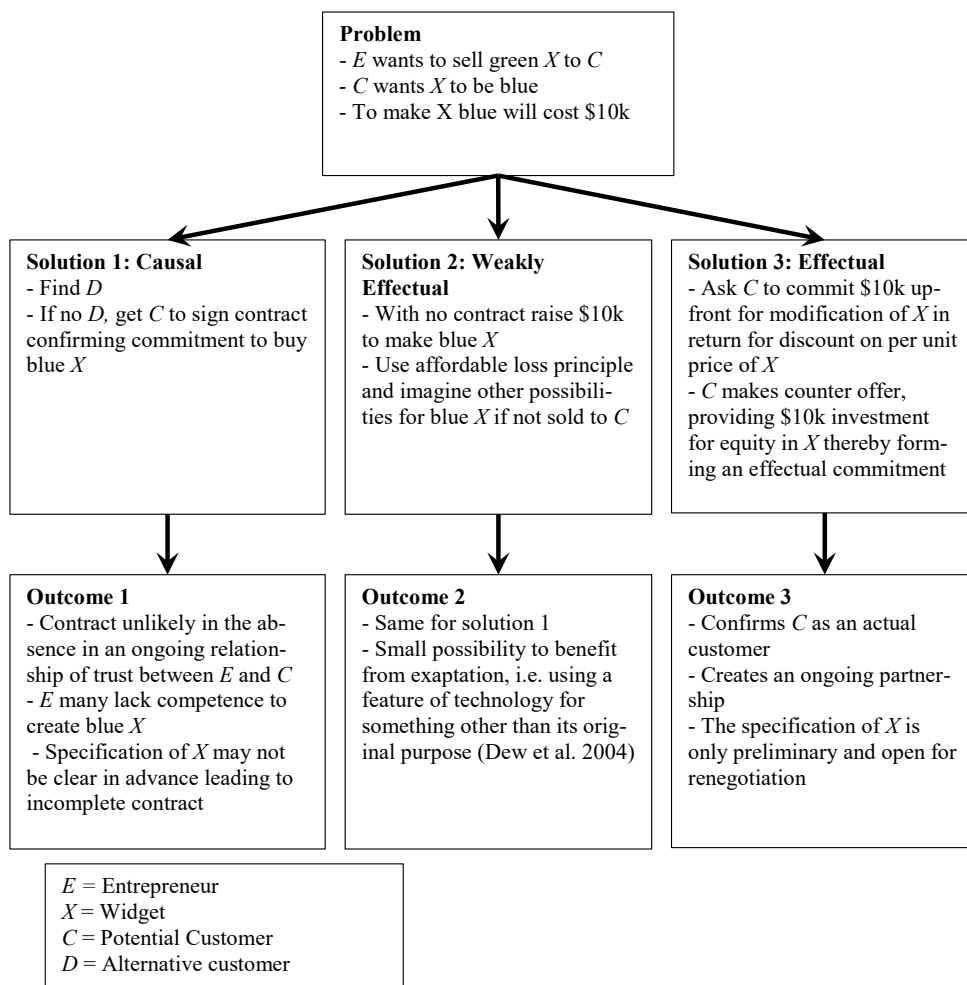 Problem
- E wants to sell green X to C
- C wants X to be blue
- To make X blue will cost $10k
Solution 1: Causal
- Find D
- If no D, get C to sign contract
confirming commitment to buy
blue X
Solution 2: Weakly
Effectual
- With no contract raise $10k
to make blue X
- Use affordable loss principle
and imagine other possibili-
ties for blue X if not sold to C
Solution 3: Effectual
- Ask C to commit $10k up-
front for modification of X in
return for discount on per unit
price of X
- C makes counter offer,
providing $10k investment
for equity in X thereby form-
ing an effectual commitment
Outcome 1
- Contract unlikely in the ab-
sence in an ongoing relation-
ship of trust between E and C
- E many lack competence to
create blue X
- Specification of X may not
be clear in advance leading to
incomplete contract
Outcome 2
- Same for solution 1
- Small possibility to benefit
from exaptation, i.e. using a
feature of technology for
something other than its orig-
inal purpose (Dew et al. 2004)
Outcome 3
- Confirms C as an actual
customer
- Creates an ongoing partner-
ship
- The specification of X is
only preliminary and open for
renegotiation
E = Entrepreneur
X = Widget
C = Potential Customer
D = Alternative customer